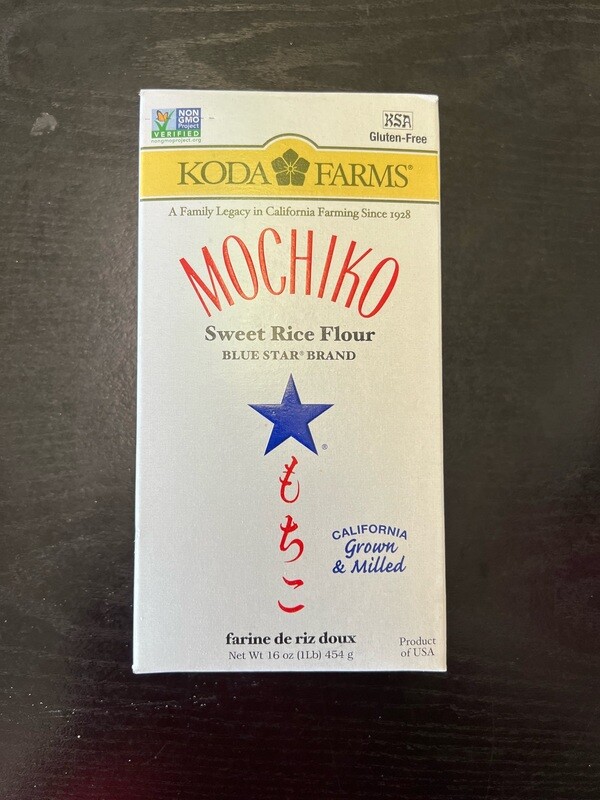 NON
GMO
Project
VERIFIED
nongmoproject.org
KSA
Gluten-Free
KODA FARMS®
A Family Legacy in California Farming Since 1928
MOCHIKO
Sweet Rice Flour
BLUE STAR® BRAND
®
もちこ
CALIFORNIA
Grown
& Milled
farine de riz doux
Net Wt 16 oz (1Lb) 454 g
Product
of USA